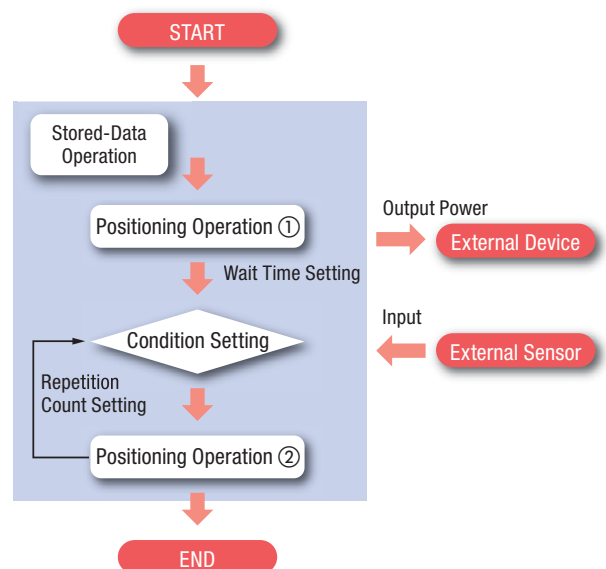 START
Stored-Data
Operation
Positioning Operation ①
Output Power
External Device
Wait Time Setting
Condition Setting
Input
External Sensor
Repetition
Count Setting
Positioning Operation ②
END